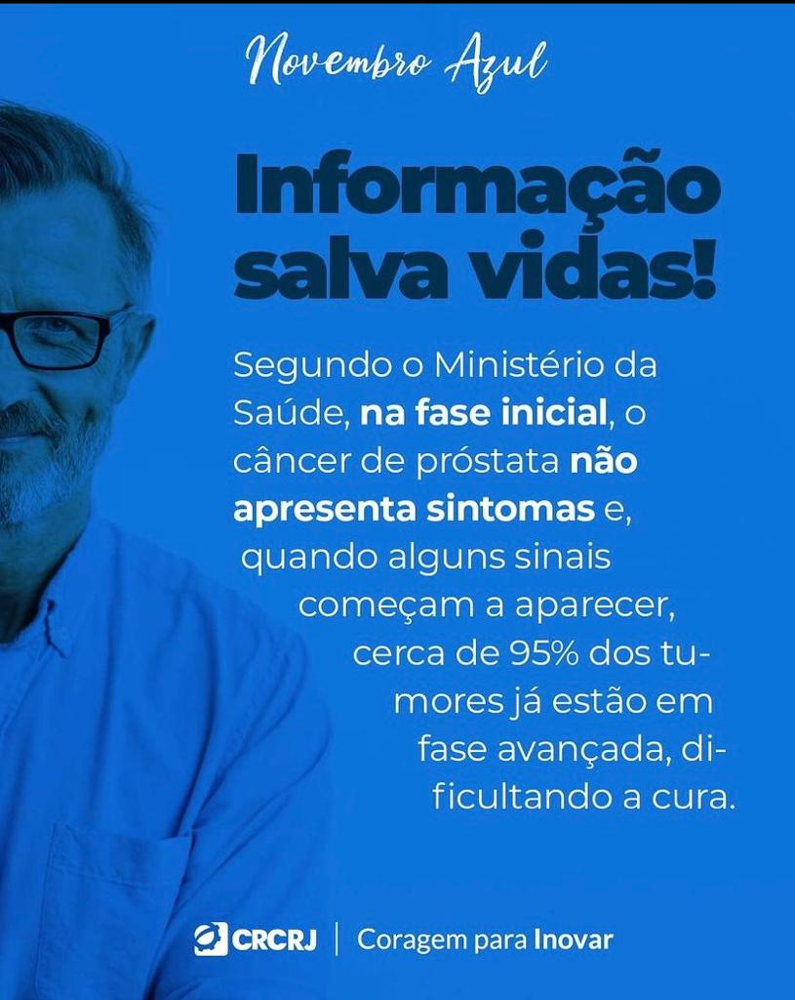 Novembro Azul
Informação
salva vidas!
Segundo o Ministério da
Saúde, na fase inicial, o
câncer de próstata não
apresenta sintomas e,
quando alguns sinais
começam a aparecer,
cerca de 95% dos tu-
mores já estão em
fase avançada, di-
ficultando a cura.
CRCRJ | Coragem para Inovar